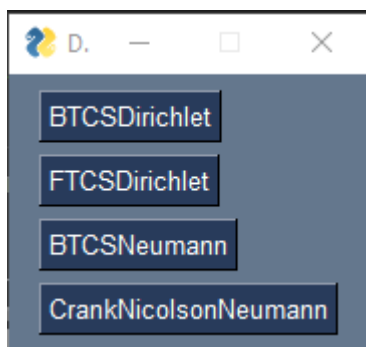 D.
BTCSDirichlet
FTCSDirichlet
BTCSNeumann
CrankNicolsonNeumann